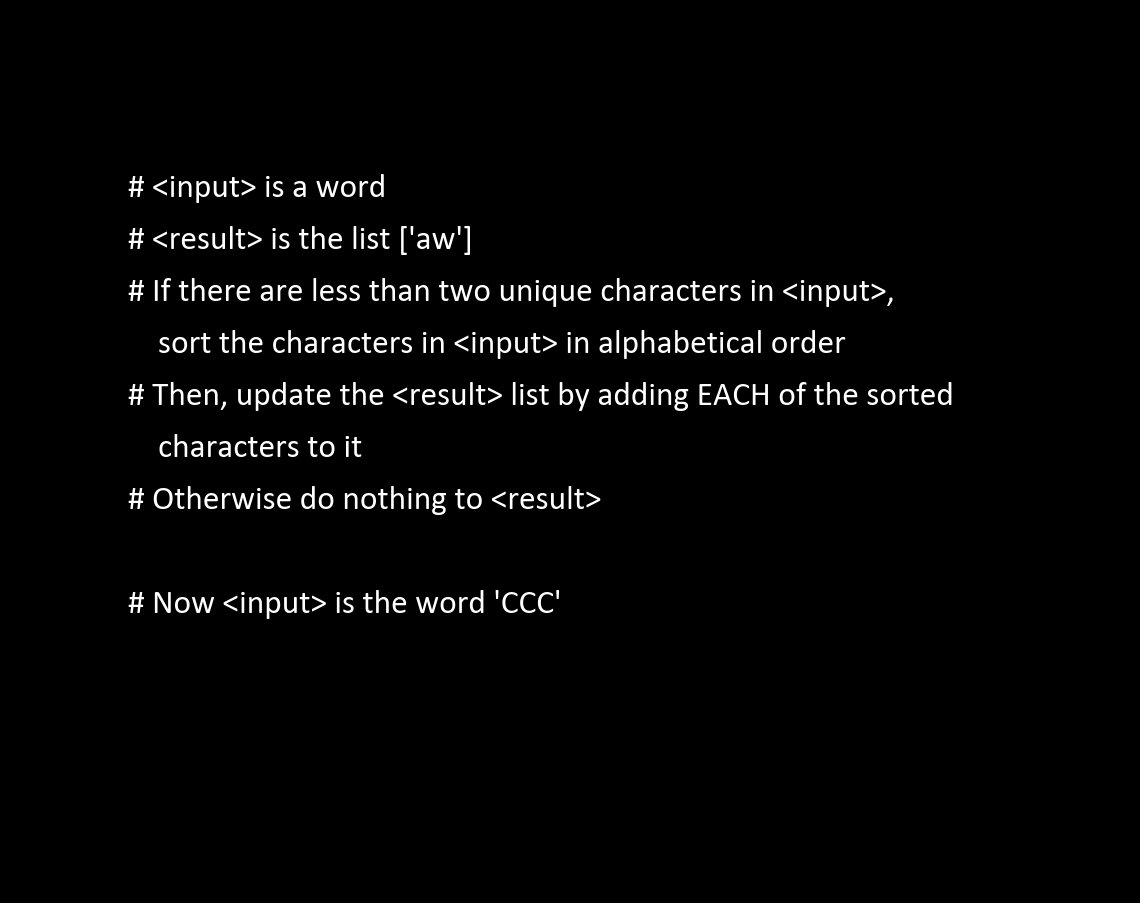 # <input> is a word
# <result> is the list ['aw']
# If there are less than two unique characters in <input>,
sort the characters in <input> in alphabetical order
# Then, update the <result> list by adding EACH of the sorted
characters to it
# Otherwise do nothing to <result>
# Now <input> is the word 'CCC'